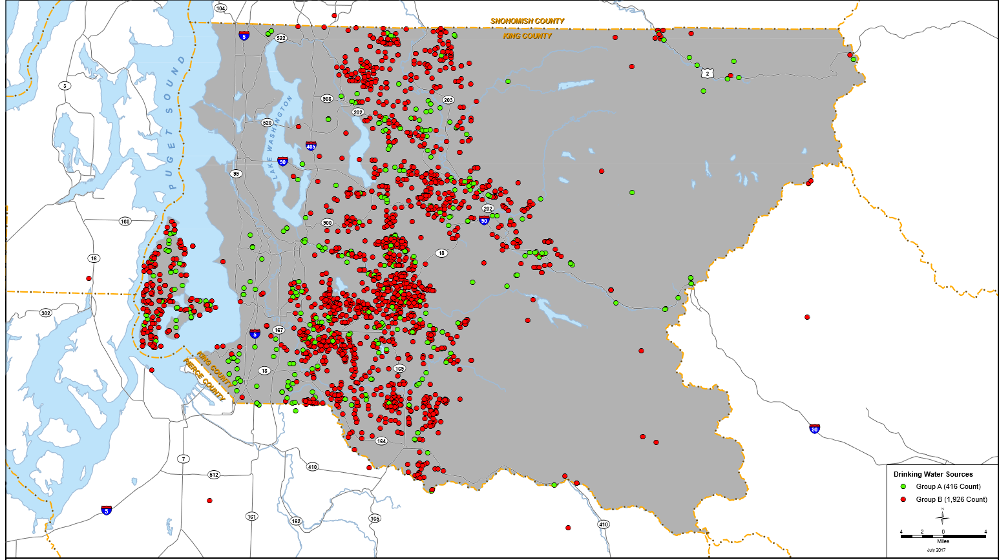 104
SNOHOMISH COUNTY
KING COUNTY
5
522
2
3
908
203
202
520
405
90
99
PUGET SOUND
LAKE WASHINGTON
202
90
160
900
18
16
302
167
5
KING COUNTY
PIERCE COUNTY
18
169
90
164
7
410
512
5
161
162
165
410
Drinking Water Sources
Group A (416 Count)
Group B (1,926 Count)
N
4 2 0 4
Miles
July 2017